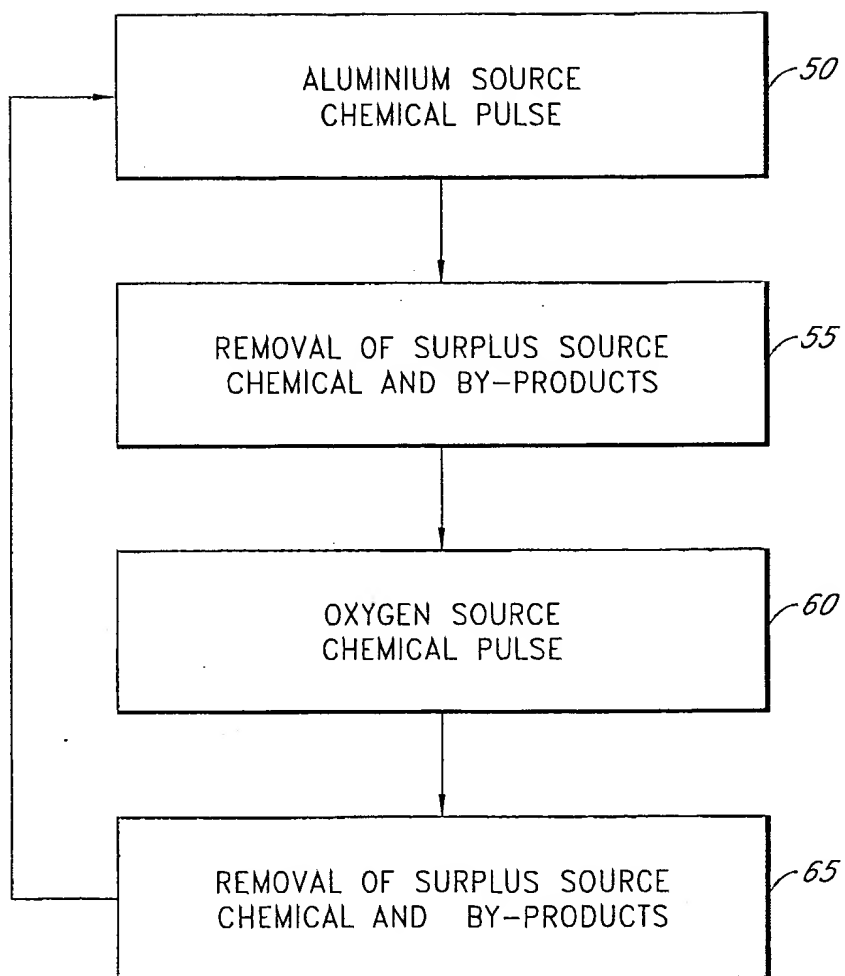 ALUMINIUM SOURCE
CHEMICAL PULSE
50
REMOVAL OF SURPLUS SOURCE
CHEMICAL AND BY-PRODUCTS
55
OXYGEN SOURCE
CHEMICAL PULSE
60
REMOVAL OF SURPLUS SOURCE
CHEMICAL AND BY-PRODUCTS
65